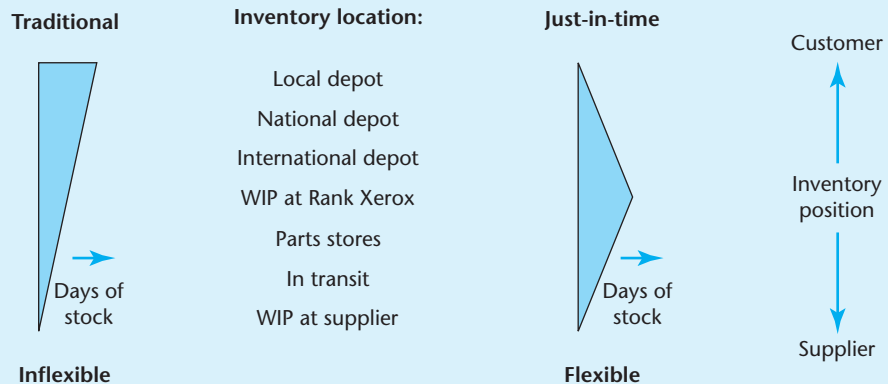 Traditional
Inventory location:
Just-in-time
Customer
Local depot
National depot
International depot
WIP at Rank Xerox
Parts stores
In transit
WIP at supplier
Days of
stock
Days of
stock
Inventory
position
Supplier
Inflexible
Flexible